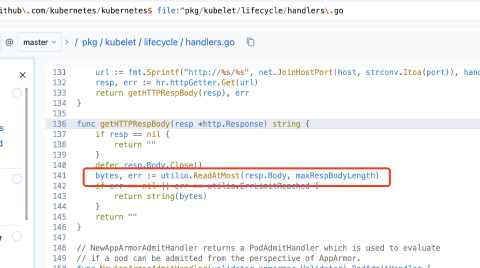 github\.com/kubernetes/kubernetes$ file:^pkg/kubelet/lifecycle/handlers\.go
@ master / pkg / kubelet / lifecycle / handlers.go
131 url := fmt.Sprintf("http://%s/%s", net.JoinHostPort(host, strconv.Itoa(port)), hand
132 resp, err := hr.httpGetter.Get(url)
133 return getHTTPRespBody(resp), err
134 }
135
136 func getHTTPRespBody(resp *http.Response) string {
137 if resp == nil {
138 return ""
139 }
140 defer resp.Body.Close()
141 bytes, err := utilio.ReadAtMost(resp.Body, maxRespBodyLength)
142 if err == nil || err == utilio.ErrLimitReached {
143 return string(bytes)
144 }
145 return ""
146 }
147
148 // NewAppArmorAdmitHandler returns a PodAdmitHandler which is used to evaluate
149 // if a pod can be admitted from the perspective of AppArmor.